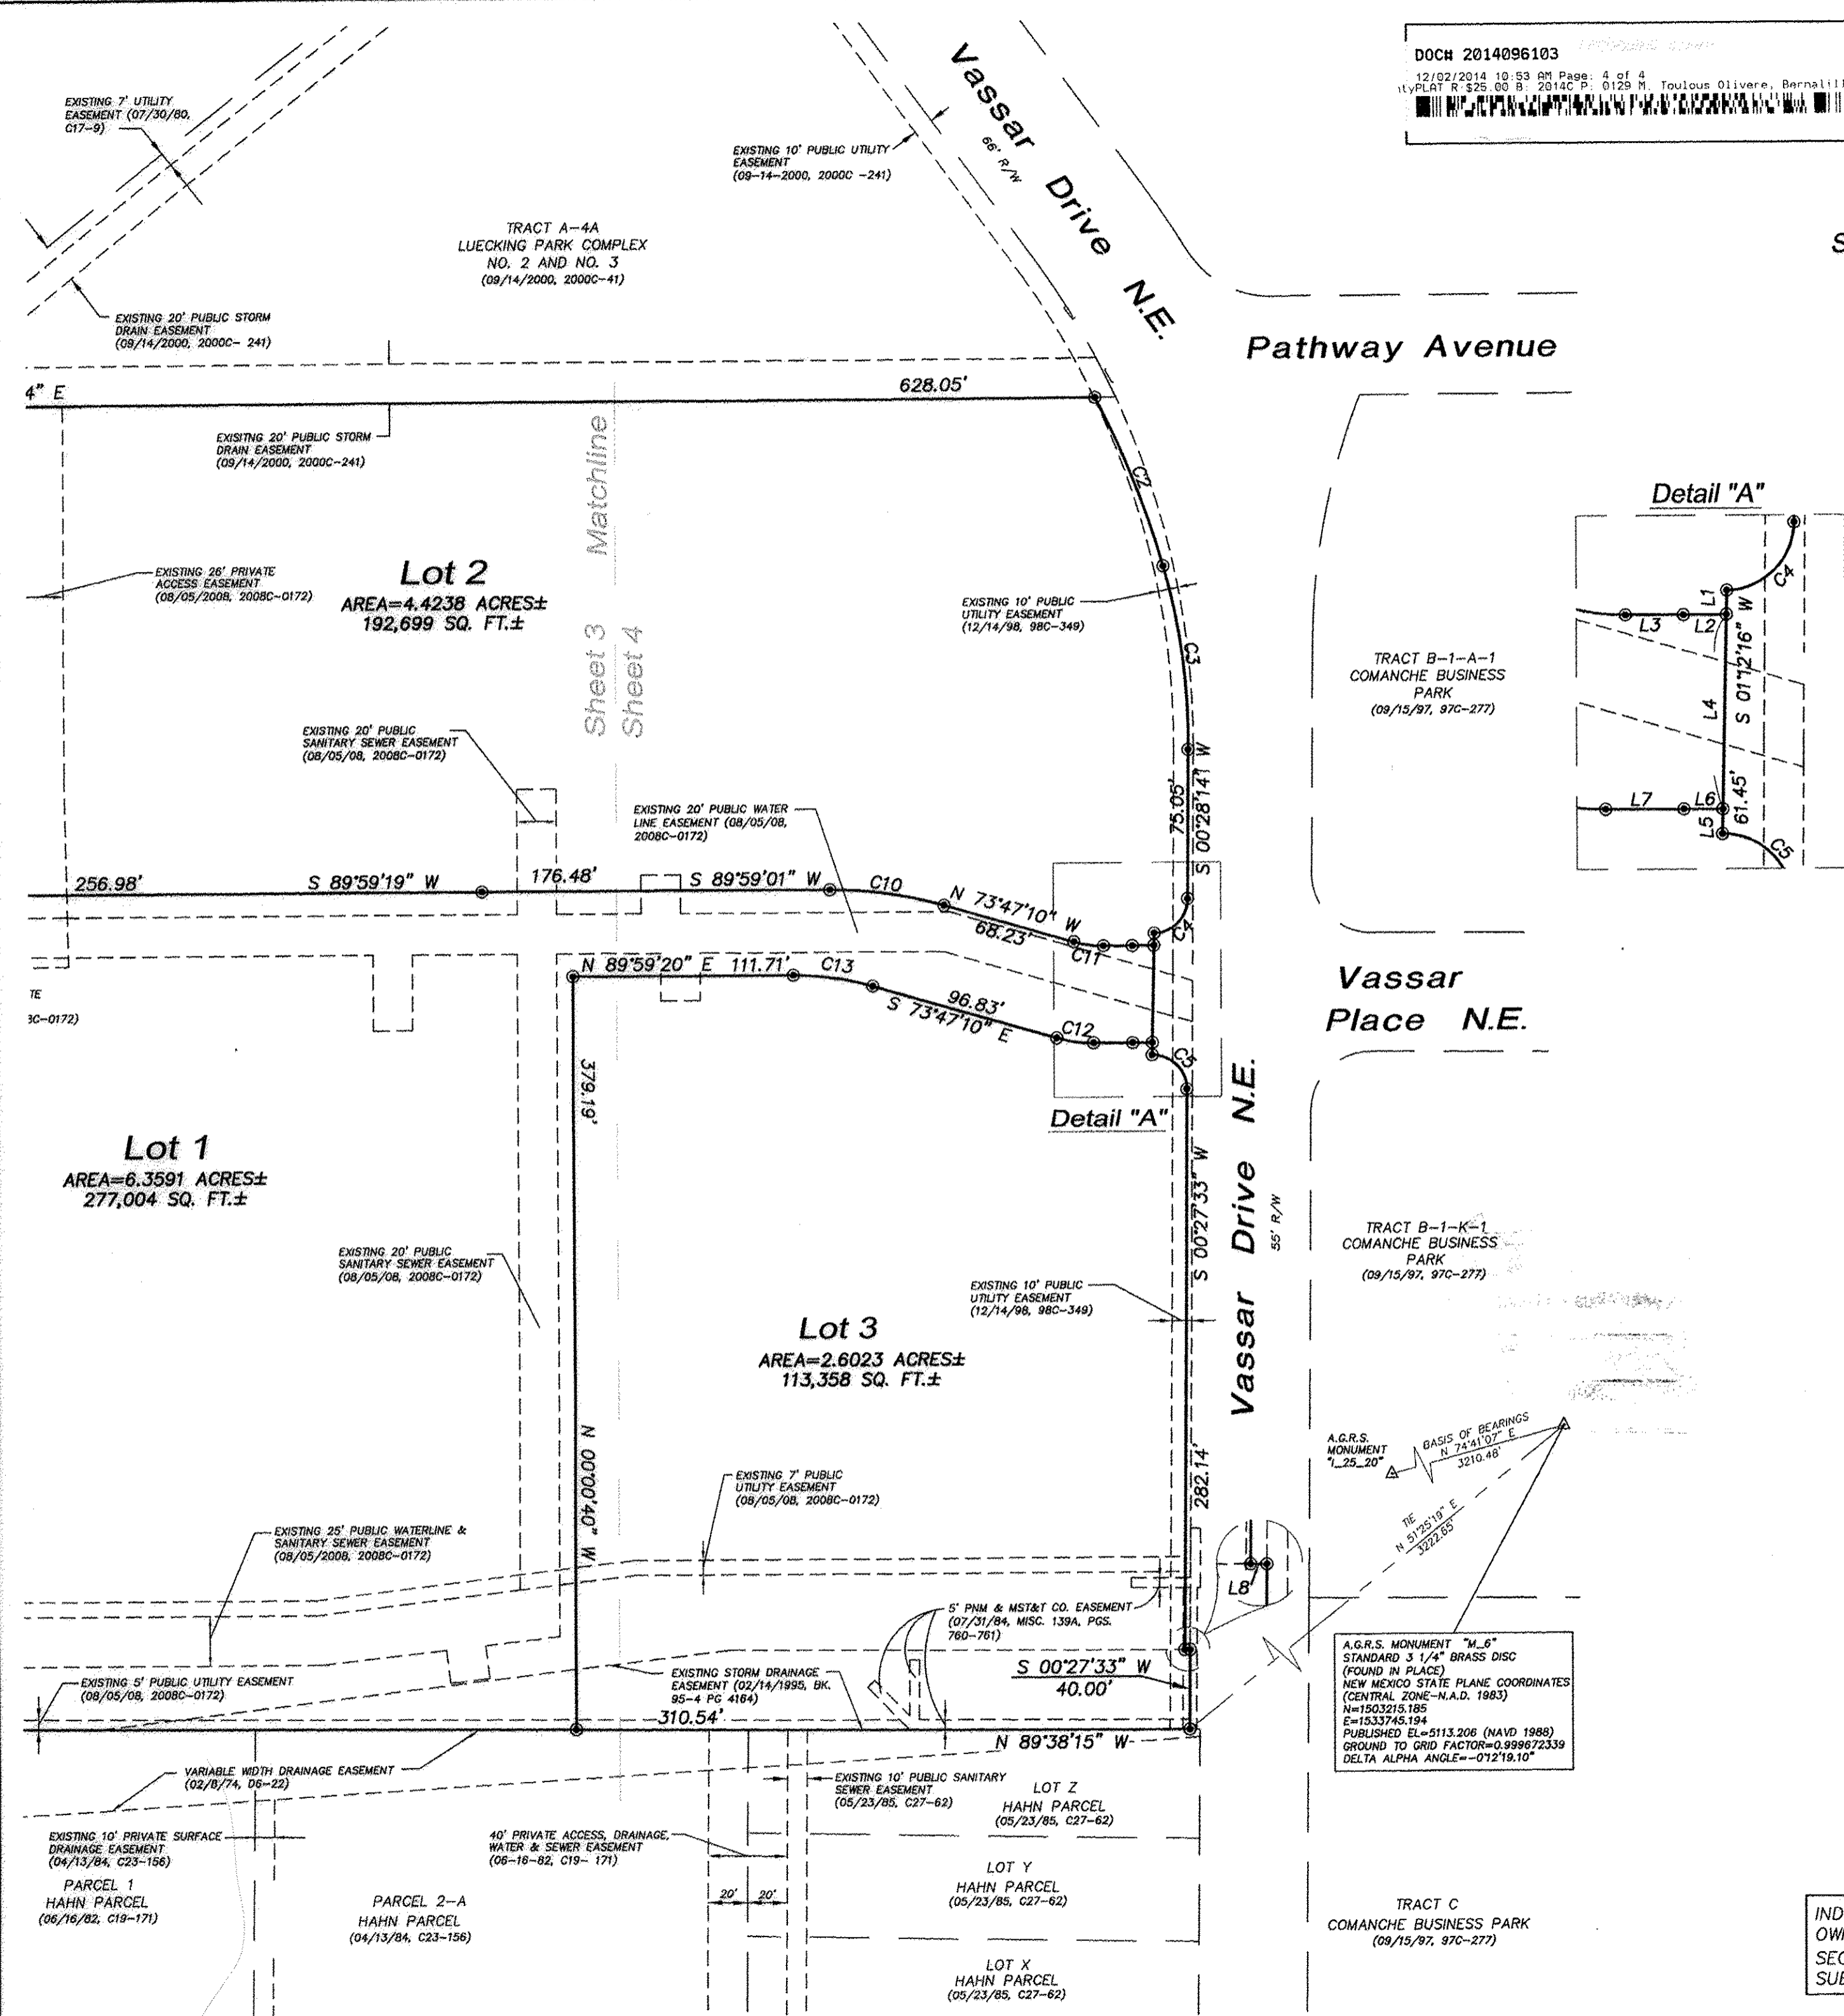 DOC# 2014096103
12/02/2014 10:53 AM Page: 4 of 4
PLAT R:$25.00 B: 2014C P: 0129 M. Toulous Olivere, Bernalill
EXISTING 7' UTILITY
EASEMENT (07/30/80,
C17-9)
EXISTING 10' PUBLIC UTILITY
EASEMENT
(09-14-2000, 2000C -241)
Vassar Drive N.E.
66' R/W
TRACT A-4A
LUECKING PARK COMPLEX
NO. 2 AND NO. 3
(09/14/2000, 2000C-41)
S
EXISTING 20' PUBLIC STORM
DRAIN EASEMENT
(09/14/2000, 2000C- 241)
Pathway Avenue
4" E
628.05'
EXISITNG 20' PUBLIC STORM
DRAIN EASEMENT
(09/14/2000, 2000C-241)
Matchline
Sheet 3
Sheet 4
C2
Detail "A"
C4
L1
L3
L2
L4
S 01°12'16" W
61.45'
L7
L6
L5
C5
EXISTING 26' PRIVATE
ACCESS EASEMENT
(08/05/2008, 2008C-0172)
Lot 2
AREA=4.4238 ACRES±
192,699 SQ. FT.±
EXISTING 10' PUBLIC
UTILITY EASEMENT
(12/14/98, 98C-349)
C3
TRACT B-1-A-1
COMANCHE BUSINESS
PARK
(09/15/97, 97C-277)
EXISTING 20' PUBLIC
SANITARY SEWER EASEMENT
(08/05/08, 2008C-0172)
75.05'
S 00°28'14" W
EXISTING 20' PUBLIC WATER
LINE EASEMENT (08/05/08,
2008C-0172)
256.98'
S 89°59'19" W
176.48'
S 89°59'01" W
C10
N 73°47'10" W
68.23'
C11
C4
N 89°59'20" E
111.71'
C13
96.83'
S 73°47'10" E
C12
C5
TE
3C-0172)
Vassar
Place N.E.
379.19'
N 00°00'40" W
Detail "A"
Vassar Drive N.E.
55' R/W
S 00°27'33" W
282.14'
Lot 1
AREA=6.3591 ACRES±
277,004 SQ. FT.±
EXISTING 20' PUBLIC
SANITARY SEWER EASEMENT
(08/05/08, 2008C-0172)
TRACT B-1-K-1
COMANCHE BUSINESS
PARK
(09/15/97, 97C-277)
EXISTING 10' PUBLIC
UTILITY EASEMENT
(12/14/98, 98C-349)
Lot 3
AREA=2.6023 ACRES±
113,358 SQ. FT.±
A.G.R.S.
MONUMENT
"I_25_20"
BASIS OF BEARINGS
N 74°41'07" E
3210.48'
TIE
N 51°25'19" E
3222.65'
EXISTING 7' PUBLIC
UTILITY EASEMENT
(08/05/08, 2008C-0172)
EXISTING 25' PUBLIC WATERLINE &
SANITARY SEWER EASEMENT
(08/05/2008, 2008C-0172)
L8
5' PNM & MST&T CO. EASEMENT
(07/31/84, MISC. 139A, PGS.
760-761)
A.G.R.S. MONUMENT "M_6"
STANDARD 3 1/4" BRASS DISC
(FOUND IN PLACE)
NEW MEXICO STATE PLANE COORDINATES
(CENTRAL ZONE-N.A.D. 1983)
N=1503215.185
E=1533745.194
PUBLISHED EL=5113.206 (NAVD 1988)
GROUND TO GRID FACTOR=0.999672339
DELTA ALPHA ANGLE=-0°12'19.10"
EXISTING 5' PUBLIC UTILITY EASEMENT
(08/05/08, 2008C-0172)
EXISTING STORM DRAINAGE
EASEMENT (02/14/1995, BK.
95-4 PG 4164)
S 00°27'33" W
40.00'
310.54'
N 89°38'15" W
VARIABLE WIDTH DRAINAGE EASEMENT
(02/8/74, D6-22)
EXISTING 10' PUBLIC SANITARY
SEWER EASEMENT
(05/23/85, C27-62)
LOT Z
HAHN PARCEL
(05/23/85, C27-62)
EXISTING 10' PRIVATE SURFACE
DRAINAGE EASEMENT
(04/13/84, C23-156)
40' PRIVATE ACCESS, DRAINAGE,
WATER & SEWER EASEMENT
(06-16-82, C19- 171)
LOT Y
HAHN PARCEL
(05/23/85, C27-62)
PARCEL 1
HAHN PARCEL
(06/16/82, C19-171)
PARCEL 2-A
HAHN PARCEL
(04/13/84, C23-156)
20' 20'
TRACT C
COMANCHE BUSINESS PARK
(09/15/97, 97C-277)
LOT X
HAHN PARCEL
(05/23/85, C27-62)
IND
OW
SEC
SUE